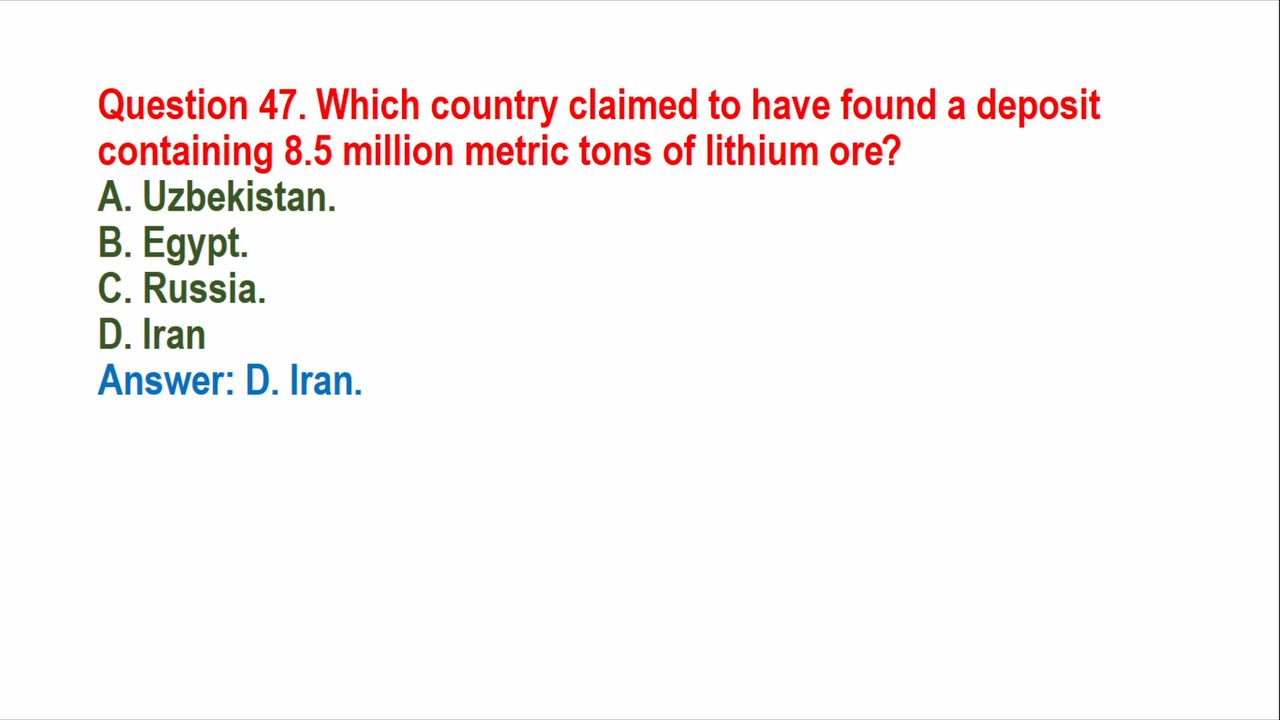 Question 47. Which country claimed to have found a deposit
containing 8.5 million metric tons of lithium ore?
A. Uzbekistan.
B. Egypt.
C. Russia.
D. Iran
Answer: D. Iran.